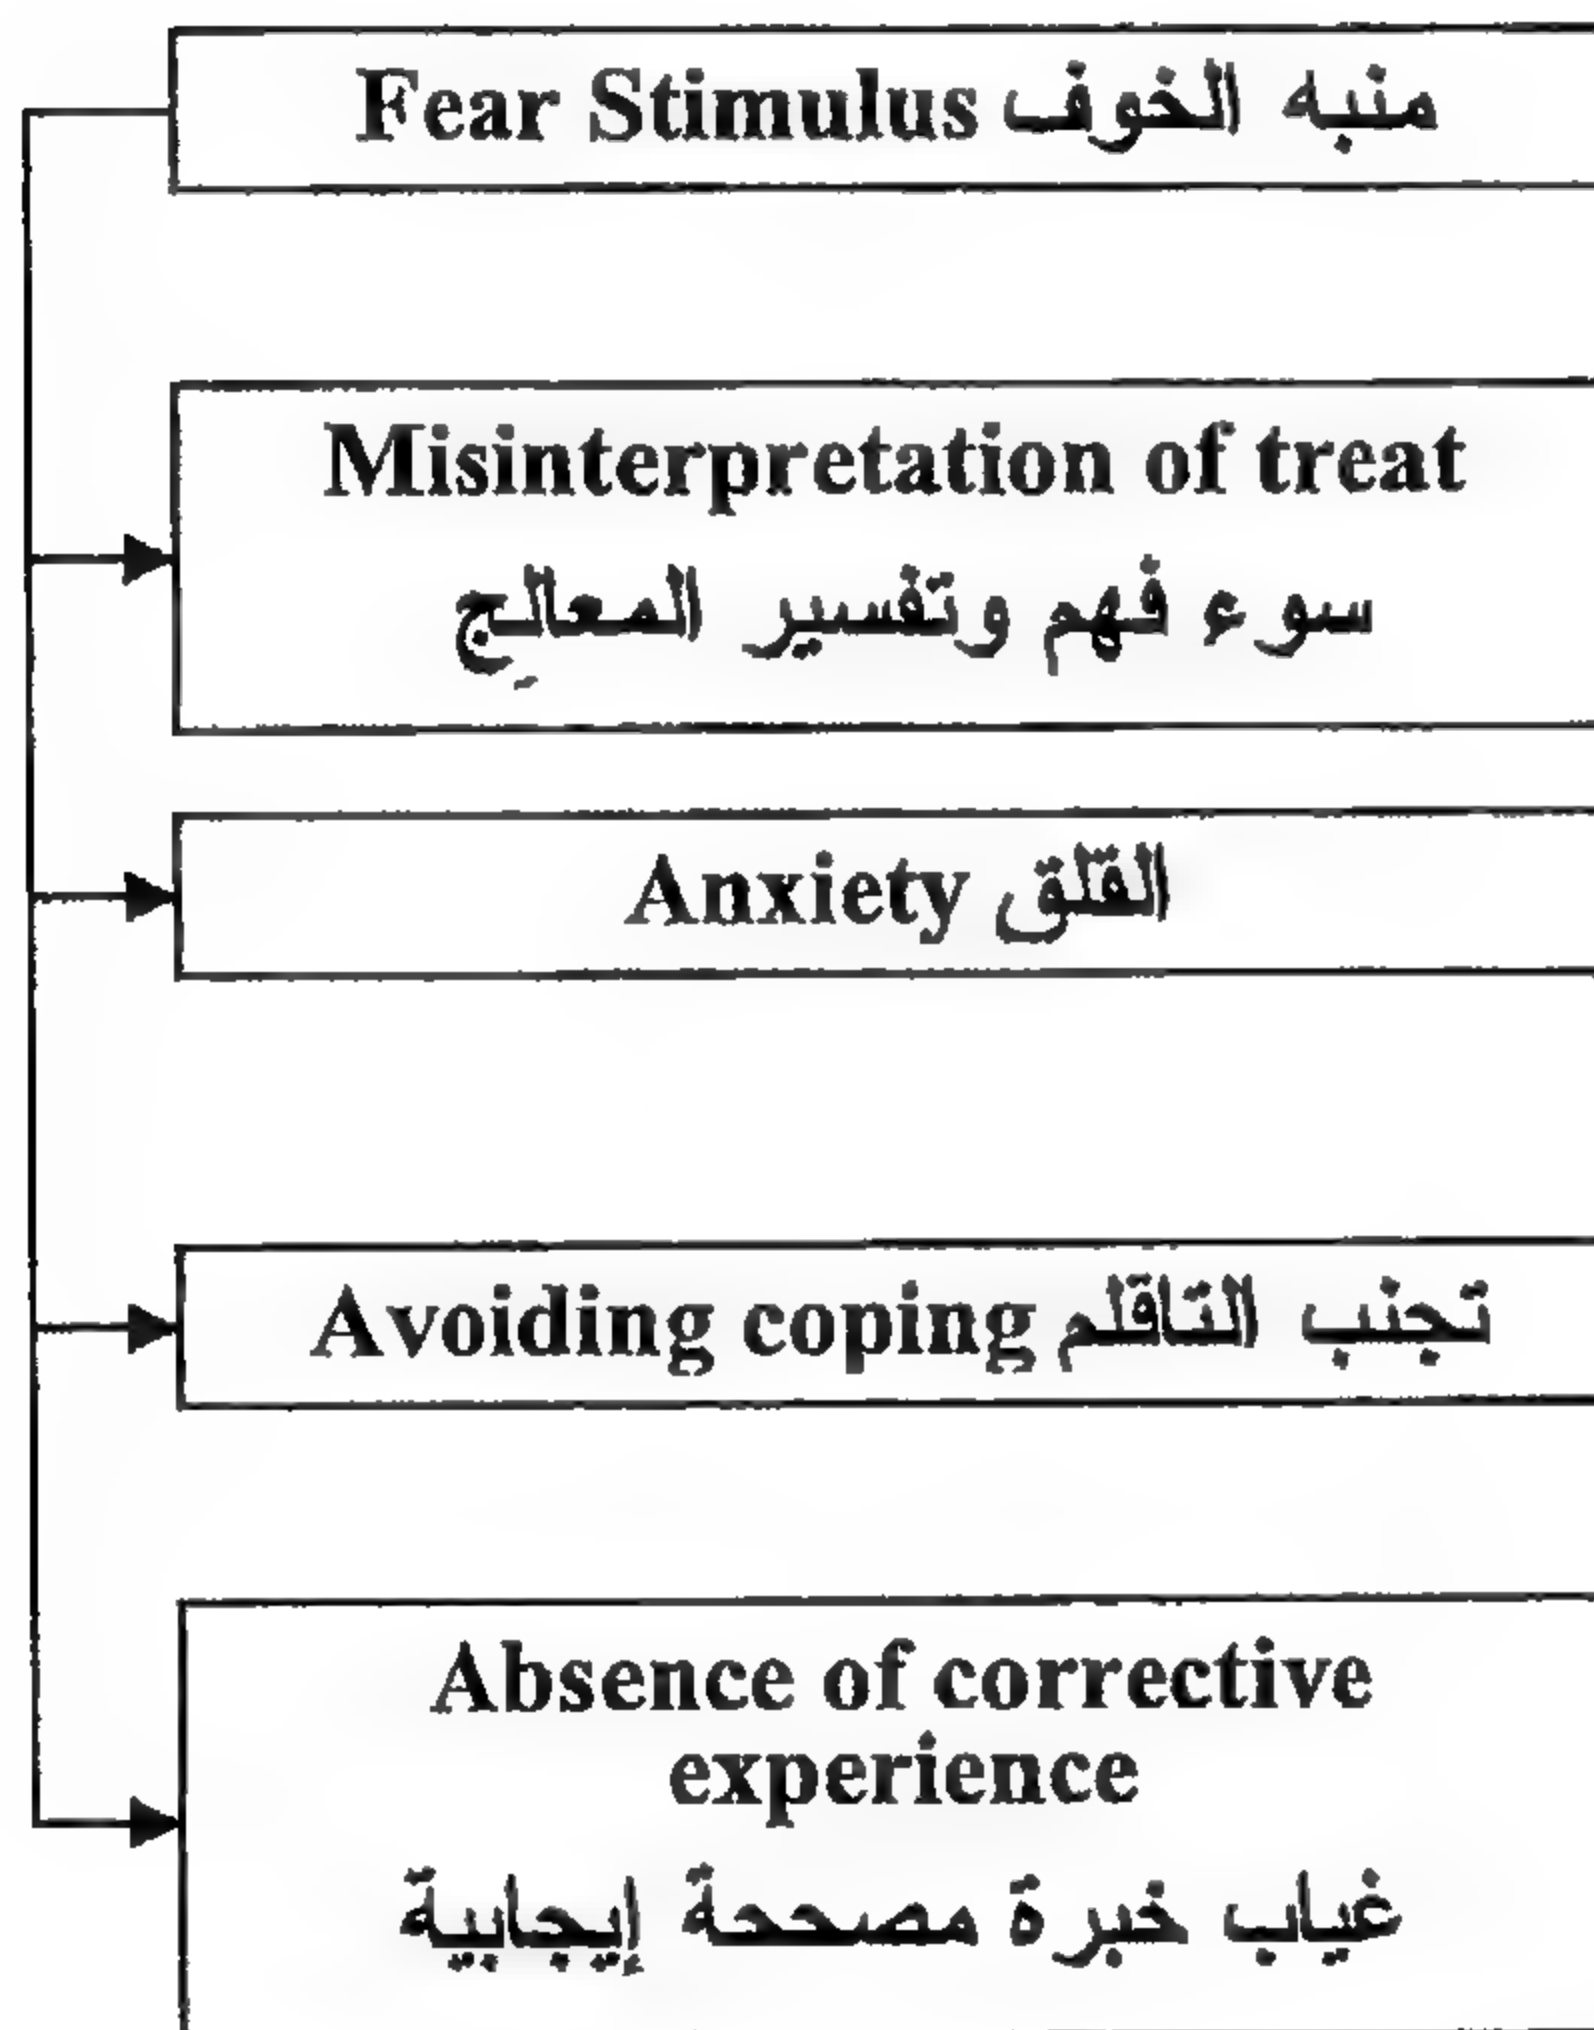 Fear Stimulus منبه الخوف
Misinterpretation of treat
سوء فهم وتفسير المعالِج
Anxiety القلق
Avoiding coping تجنب التاقلم
Absence of corrective
experience
غياب خبرة مصححة إيجابية